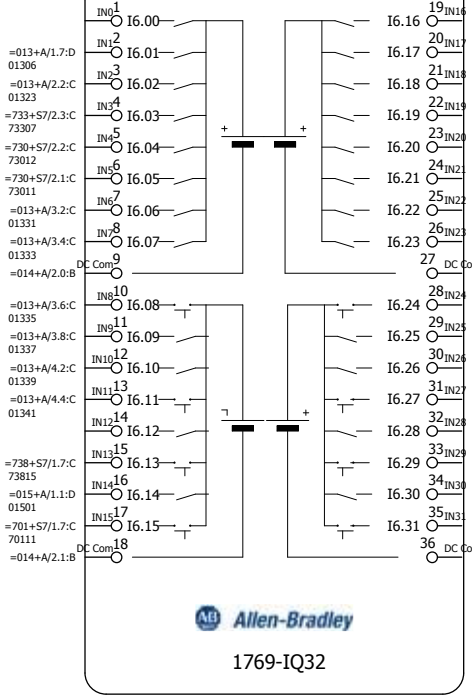 IN0 1 I6.00 I6.16 19 IN16
=013+A/1.7:D IN1 2 I6.01 I6.17 20 IN17
01306
=013+A/2.2:C IN2 3 I6.02 I6.18 21 IN18
01323
=733+S7/2.3:C IN3 4 I6.03 I6.19 22 IN19
73307
=730+S7/2.2:C IN4 5 I6.04 I6.20 23 IN20
73012
=730+S7/2.1:C IN5 6 I6.05 I6.21 24 IN21
73011
=013+A/3.2:C IN6 7 I6.06 I6.22 25 IN22
01331
=013+A/3.4:C IN7 8 I6.07 I6.23 26 IN23
01333
=014+A/2.0:B DC Com 9 27 DC Co
=013+A/3.6:C IN8 10 I6.08 I6.24 28 IN24
01335
=013+A/3.8:C IN9 11 I6.09 I6.25 29 IN25
01337
=013+A/4.2:C IN10 12 I6.10 I6.26 30 IN26
01339
=013+A/4.4:C IN11 13 I6.11 I6.27 31 IN27
01341
IN12 14 I6.12 I6.28 32 IN28
=738+S7/1.7:C IN13 15 I6.13 I6.29 33 IN29
73815
=015+A/1.1:D IN14 16 I6.14 I6.30 34 IN30
01501
=701+S7/1.7:C IN15 17 I6.15 I6.31 35 IN31
70111
=014+A/2.1:B DC Com 18 36 DC Co
AB Allen-Bradley
1769-IQ32